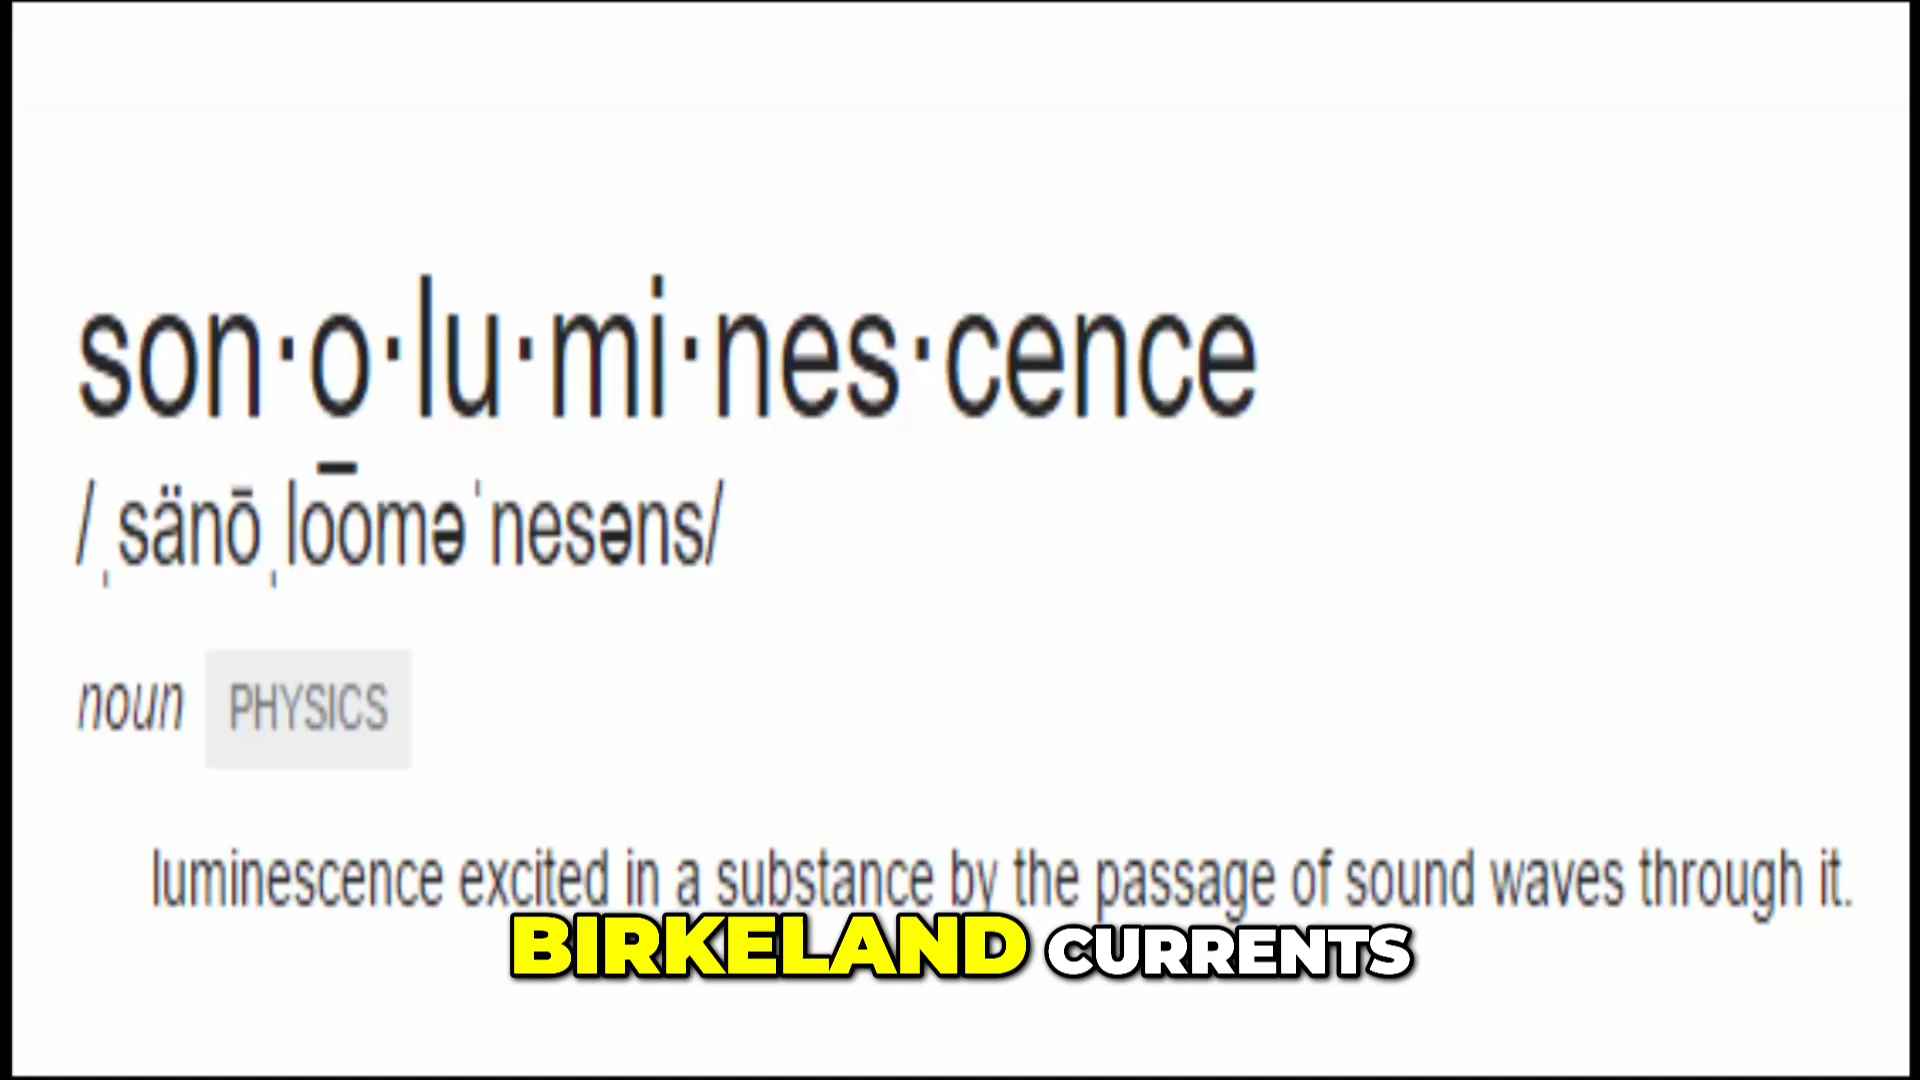 son·o·lu·mi·nes·cence
/ˌsänōˌlo͞oməˈnesəns/
noun PHYSICS
luminescence excited in a substance by the passage of sound waves through it.
BIRKELAND CURRENTS